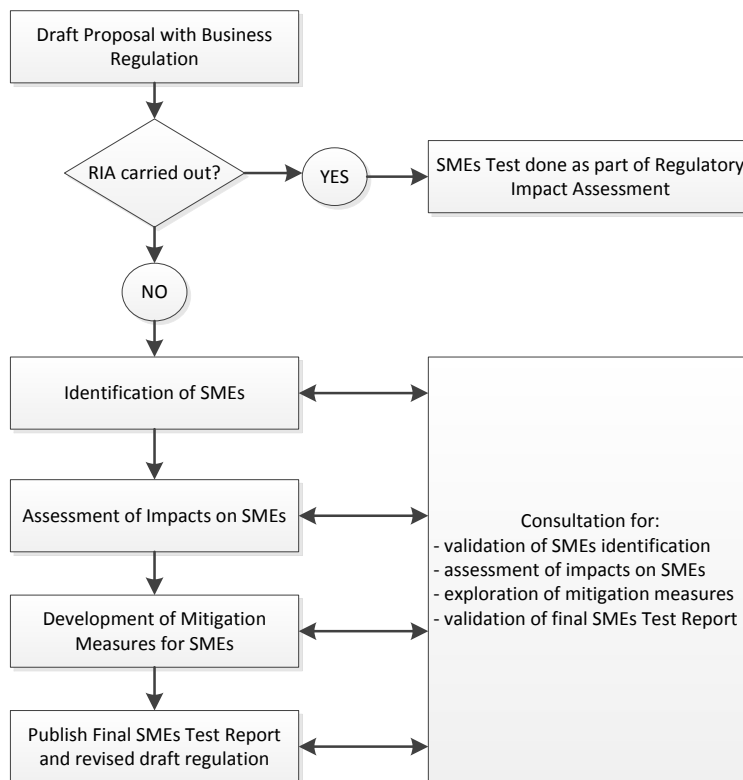 Draft Proposal with Business
Regulation
RIA carried out?
YES
SMEs Test done as part of Regulatory
Impact Assessment
NO
Identification of SMEs
Assessment of Impacts on SMEs
Development of Mitigation
Measures for SMEs
Publish Final SMEs Test Report
and revised draft regulation
Consultation for:
- validation of SMEs identification
- assessment of impacts on SMEs
- exploration of mitigation measures
- validation of final SMEs Test Report